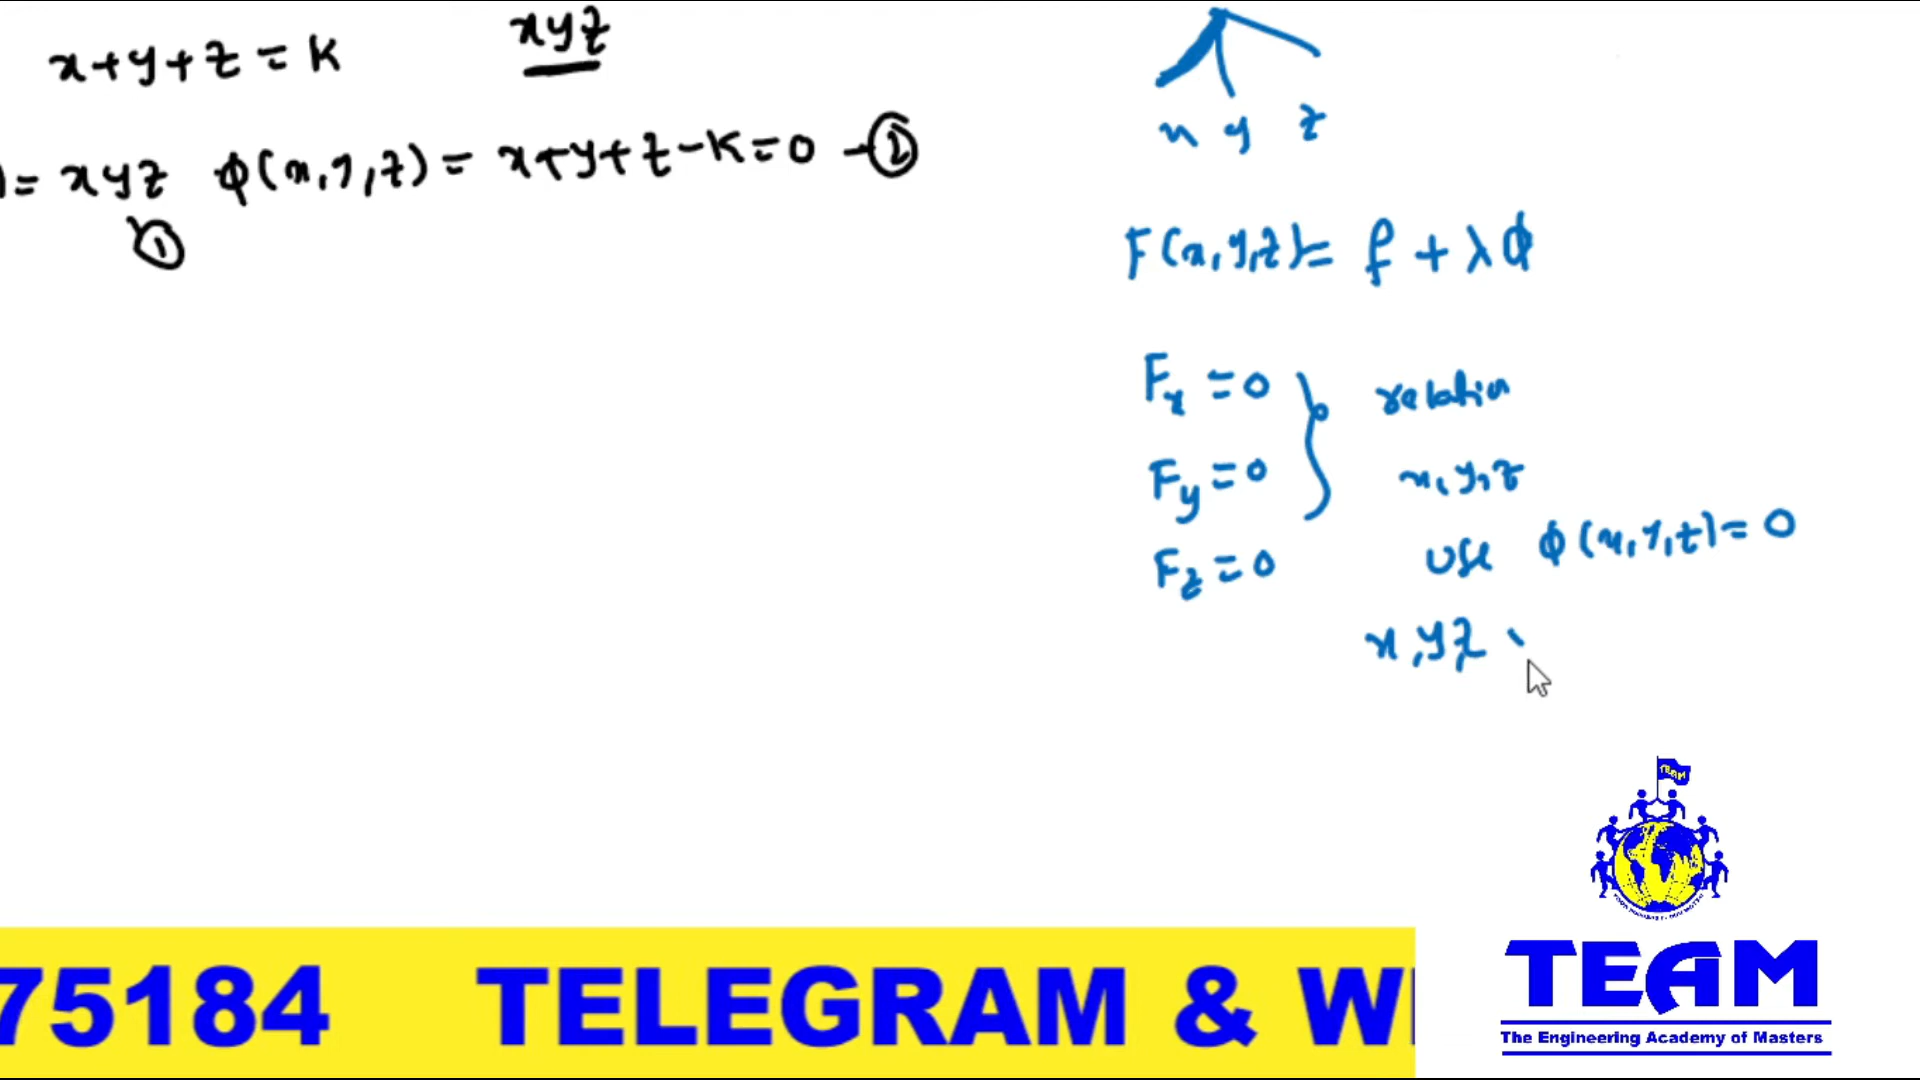 x+y+z=K
xyz
)= xyz ϕ(x,y,z)= x+y+z-K=0 -②
①
x y z
F(x,y,z)= f + λϕ
Fx =0
relation
Fy =0
x,y,z
use ϕ(x,y,z)=0
Fz =0
x,y,z
TEAM
TEAM
The Engineering Academy of Masters
75184 TELEGRAM & W